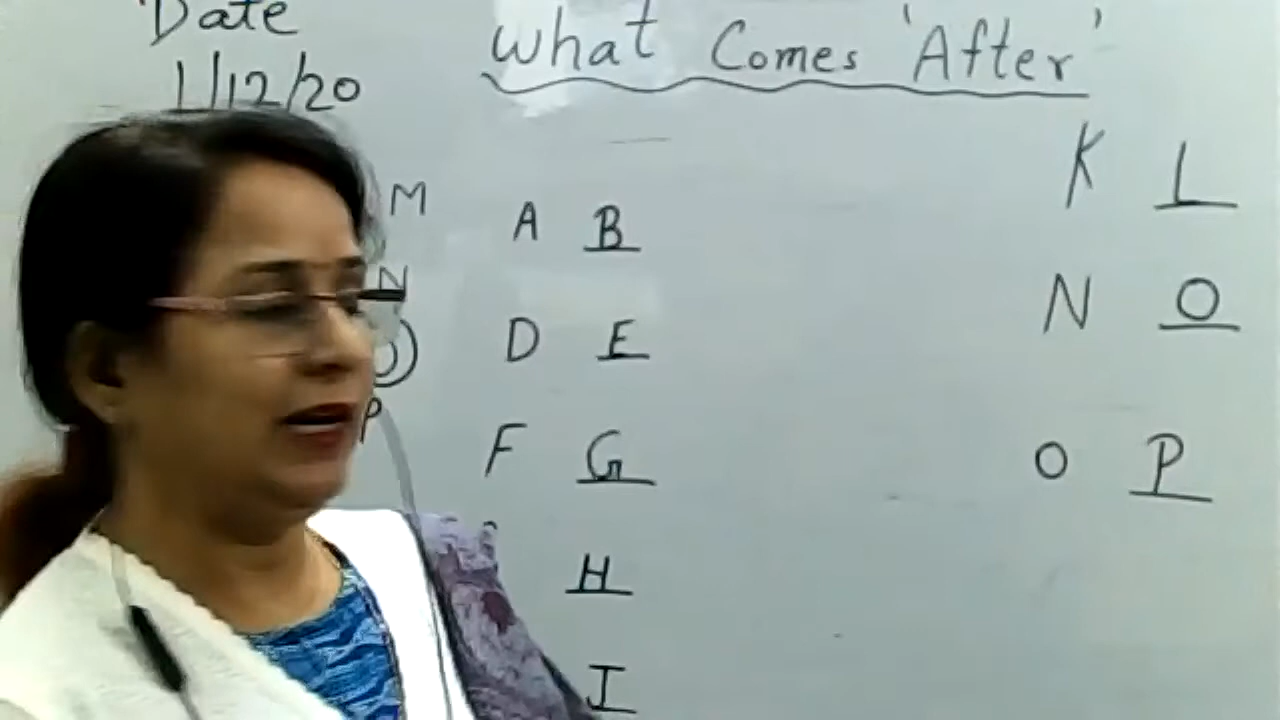 Date
1/12/20
What Comes 'After'
M
N
O
P
A B
D E
F G
H
I
K L
N O
O P